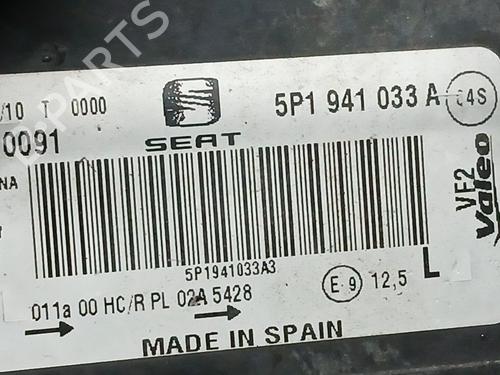 /10 T 0000
5P1 941 033 A
04S
0091
SEAT
NA
VF2
Valeo
5P1941033A3
L
011a 00 HC/R PL 02A 5428
E 9 12,5
MADE IN SPAIN